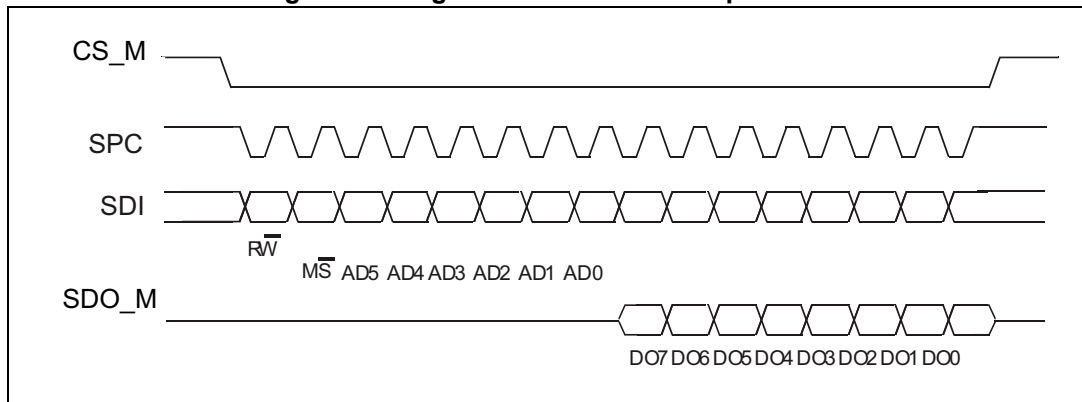 CS_M
SPC
SDI
RW̅
MS̅ AD5 AD4 AD3 AD2 AD1 AD0
SDO_M
DO7 DO6 DO5 DO4 DO3 DO2 DO1 DO0